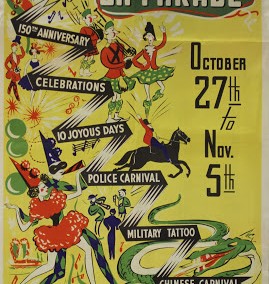 ON PARADE
150TH ANNIVERSARY
CELEBRATIONS
10 JOYOUS DAYS
POLICE CARNIVAL
MILITARY TATTOO
CHINESE CARNIVAL
OCTOBER
27th
to
NOV.
5th